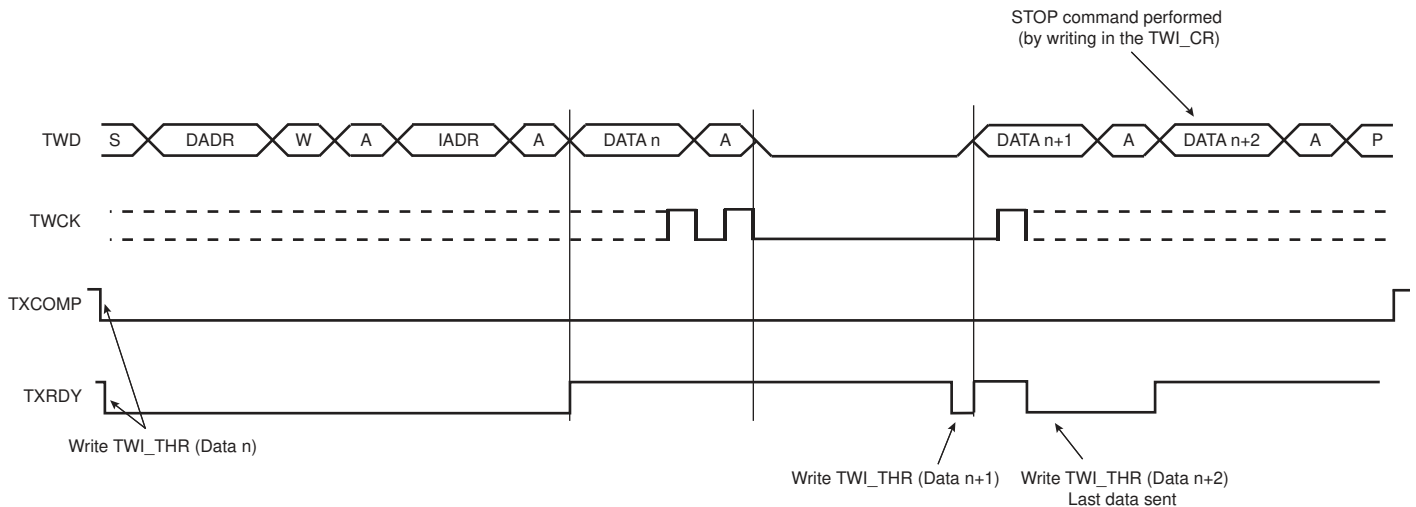 STOP command performed
(by writing in the TWI_CR)
TWD S DADR W A IADR A DATA n A DATA n+1 A DATA n+2 A P
TWCK
TXCOMP
TXRDY
Write TWI_THR (Data n)
Write TWI_THR (Data n+1) Write TWI_THR (Data n+2)
Last data sent